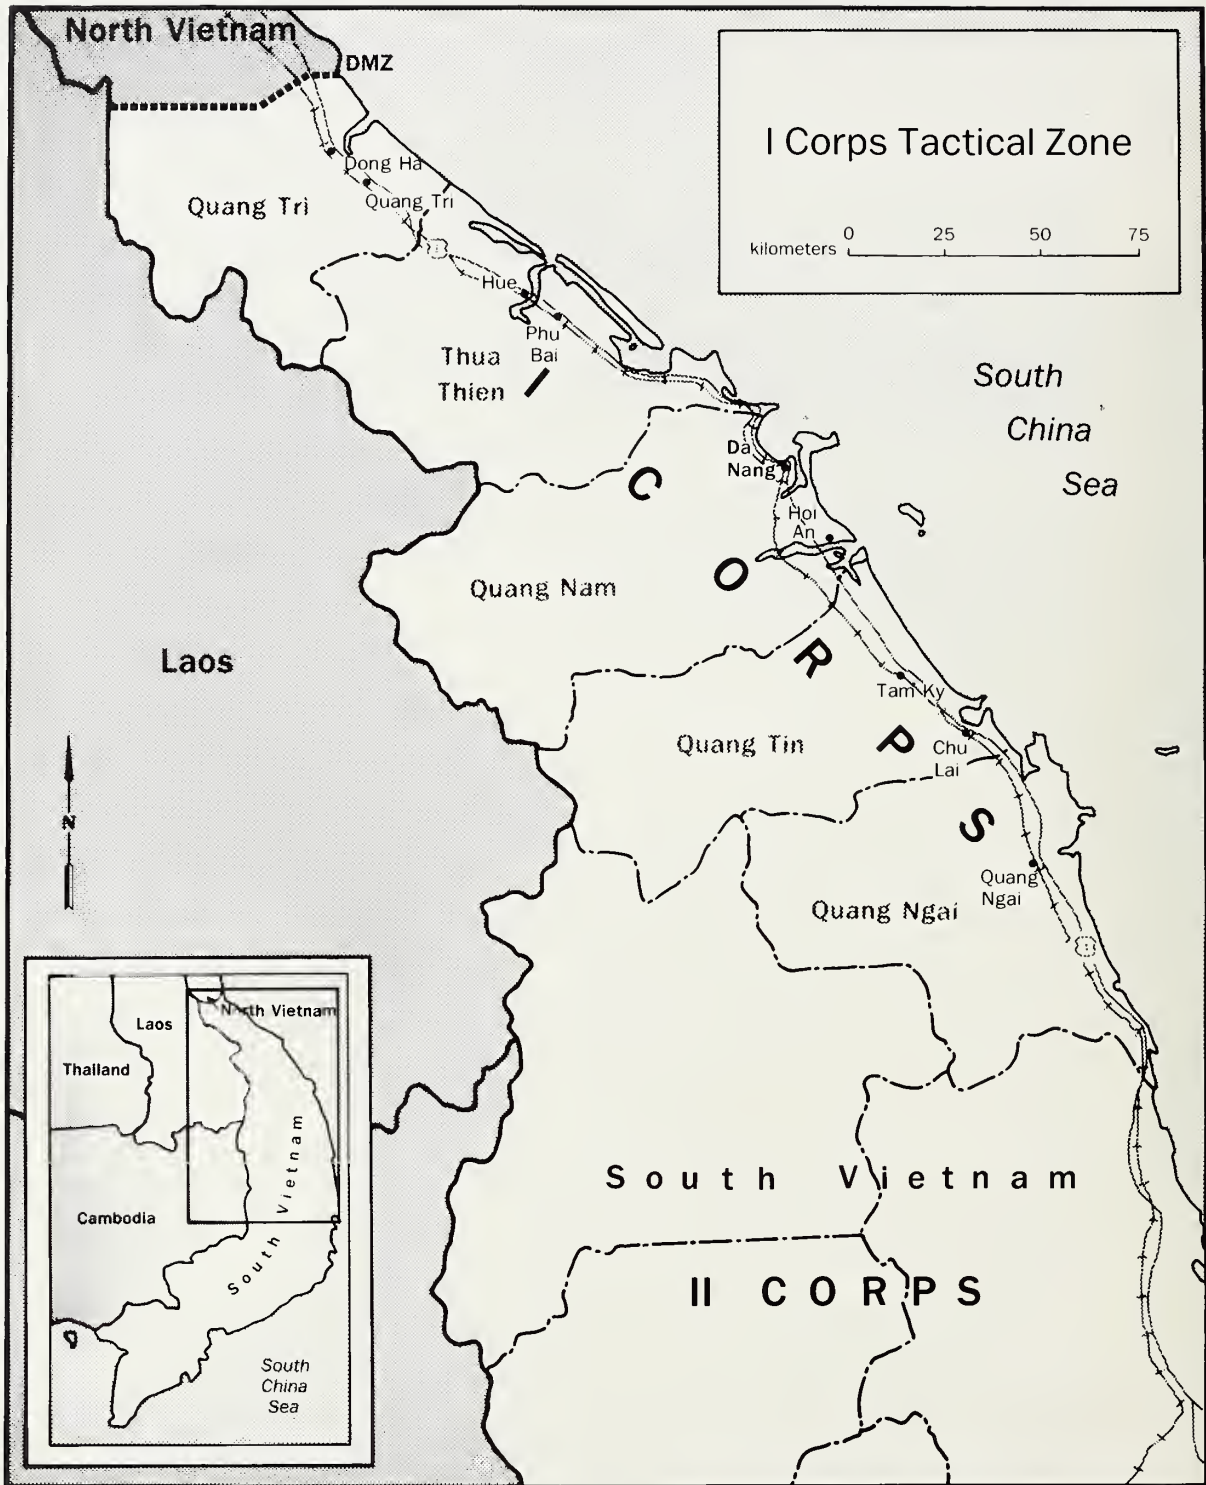 North Vietnam
DMZ
I Corps Tactical Zone
kilometers 0 25 50 75
Dong Ha
Quang Tri
Quang Tri
Hue
Phu
Bai
Thua
Thien
I
South
China
Sea
Da
Nang
Hoi
An
Quang Nam
Laos
Tam Ky
Quang Tin
Chu
Lai
C
O
R
P
S
N
Quang
Ngai
Quang Ngai
South Vietnam
II CORPS
North Vietnam
Laos
Thailand
Cambodia
South Vietnam
South
China
Sea